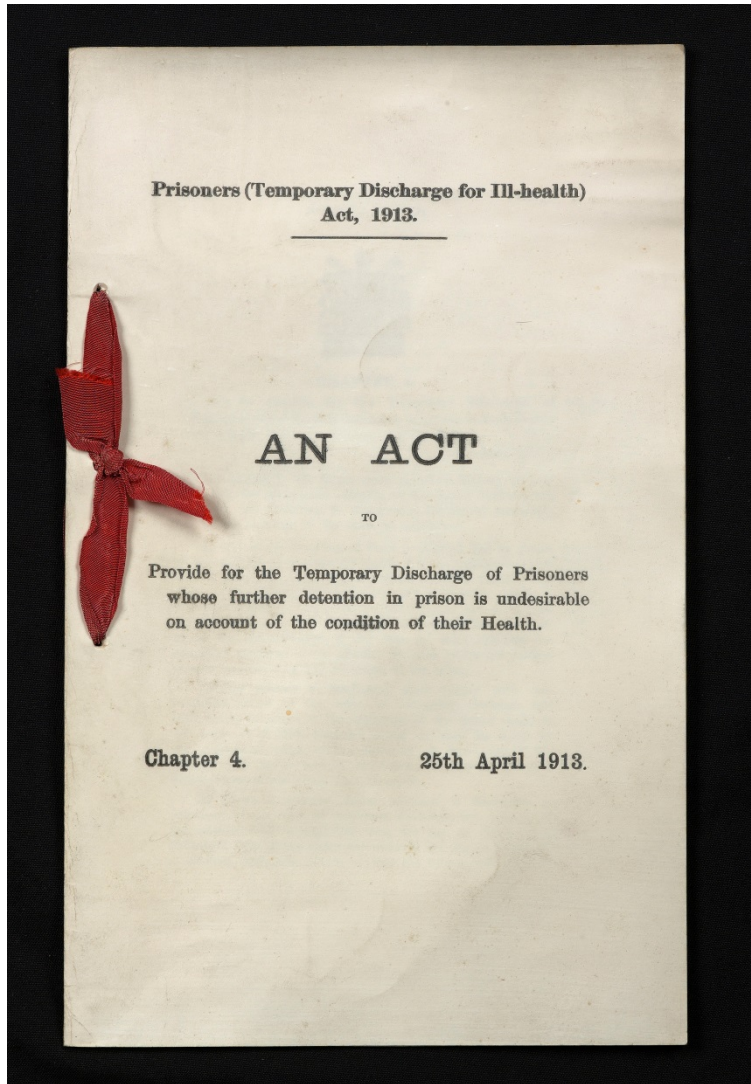 Prisoners (Temporary Discharge for Ill-health)
Act, 1913.
AN ACT
TO
Provide for the Temporary Discharge of Prisoners
whose further detention in prison is undesirable
on account of the condition of their Health.
Chapter 4. 25th April 1913.